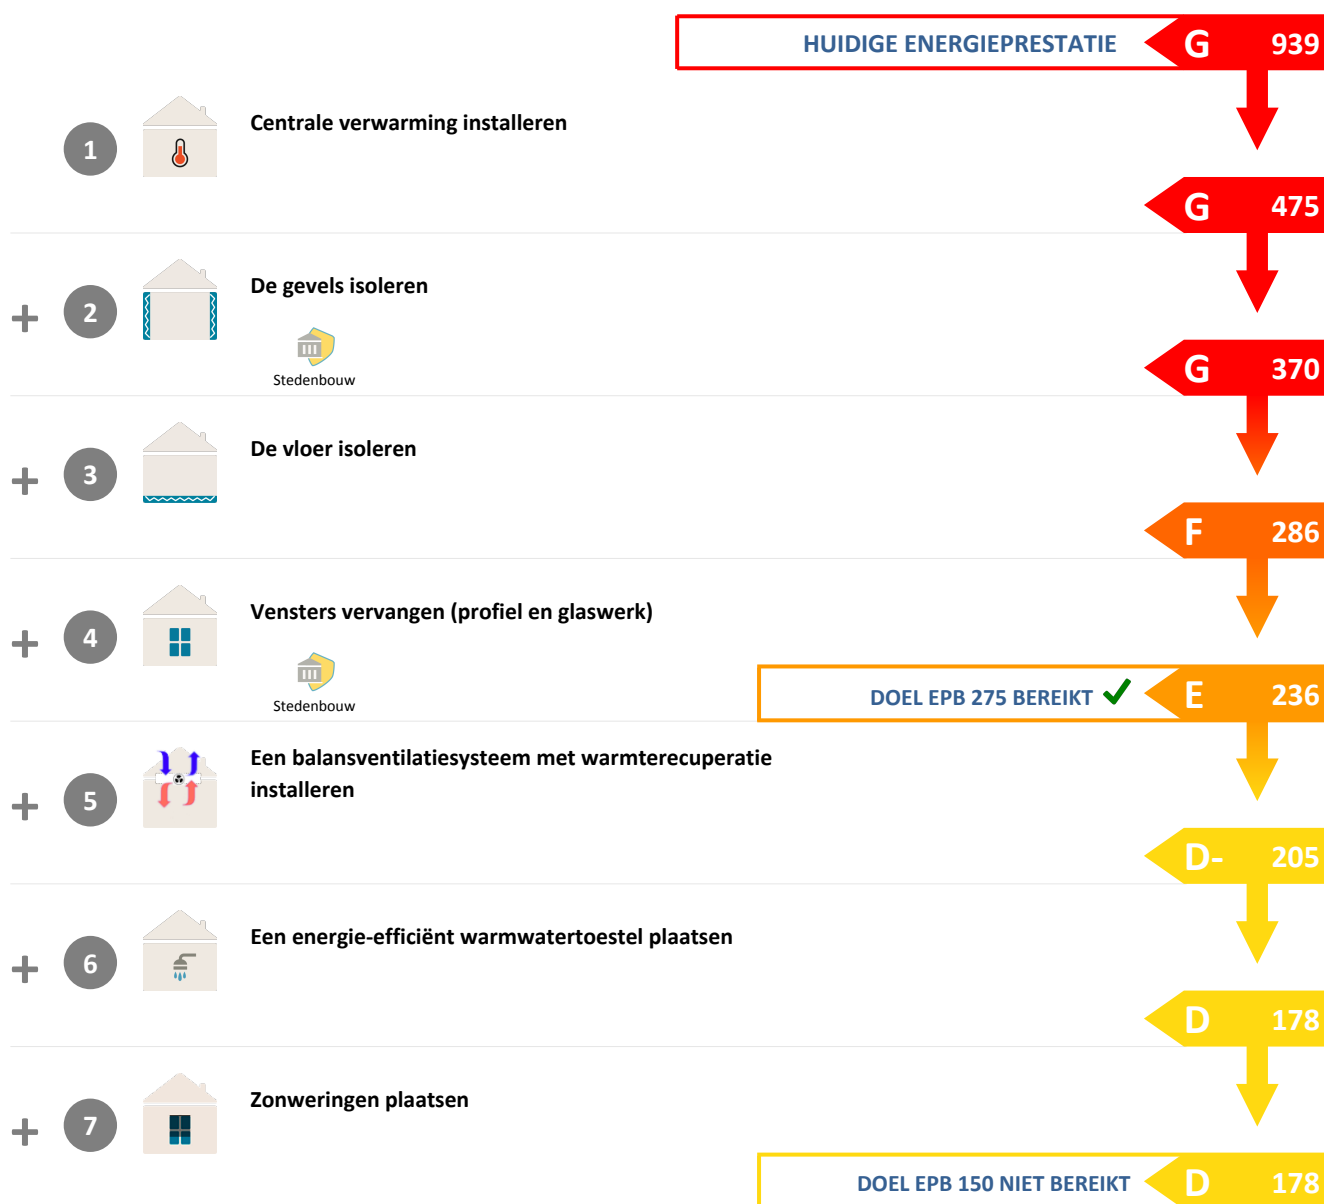 HUIDIGE ENERGIEPRESTATIE G 939
1 Centrale verwarming installeren
G 475
+ 2 De gevels isoleren
Stedenbouw
G 370
+ 3 De vloer isoleren
F 286
+ 4 Vensters vervangen (profiel en glaswerk)
Stedenbouw
DOEL EPB 275 BEREIKT ✓ E 236
+ 5 Een balansventilatiesysteem met warmterecuperatie
installeren
D- 205
+ 6 Een energie-efficiënt warmwatertoestel plaatsen
D 178
+ 7 Zonweringen plaatsen
DOEL EPB 150 NIET BEREIKT D 178